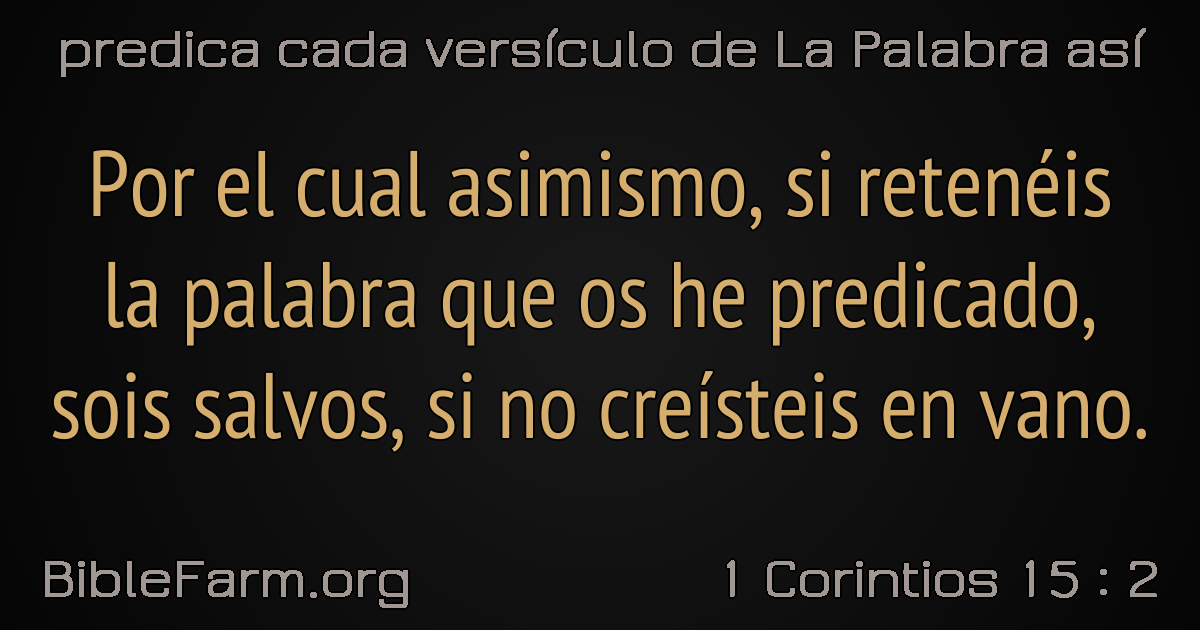 predica cada versículo de La Palabra así
Por el cual asimismo, si retenéis
la palabra que os he predicado,
sois salvos, si no creísteis en vano.
BibleFarm.org
1 Corintios 15 : 2